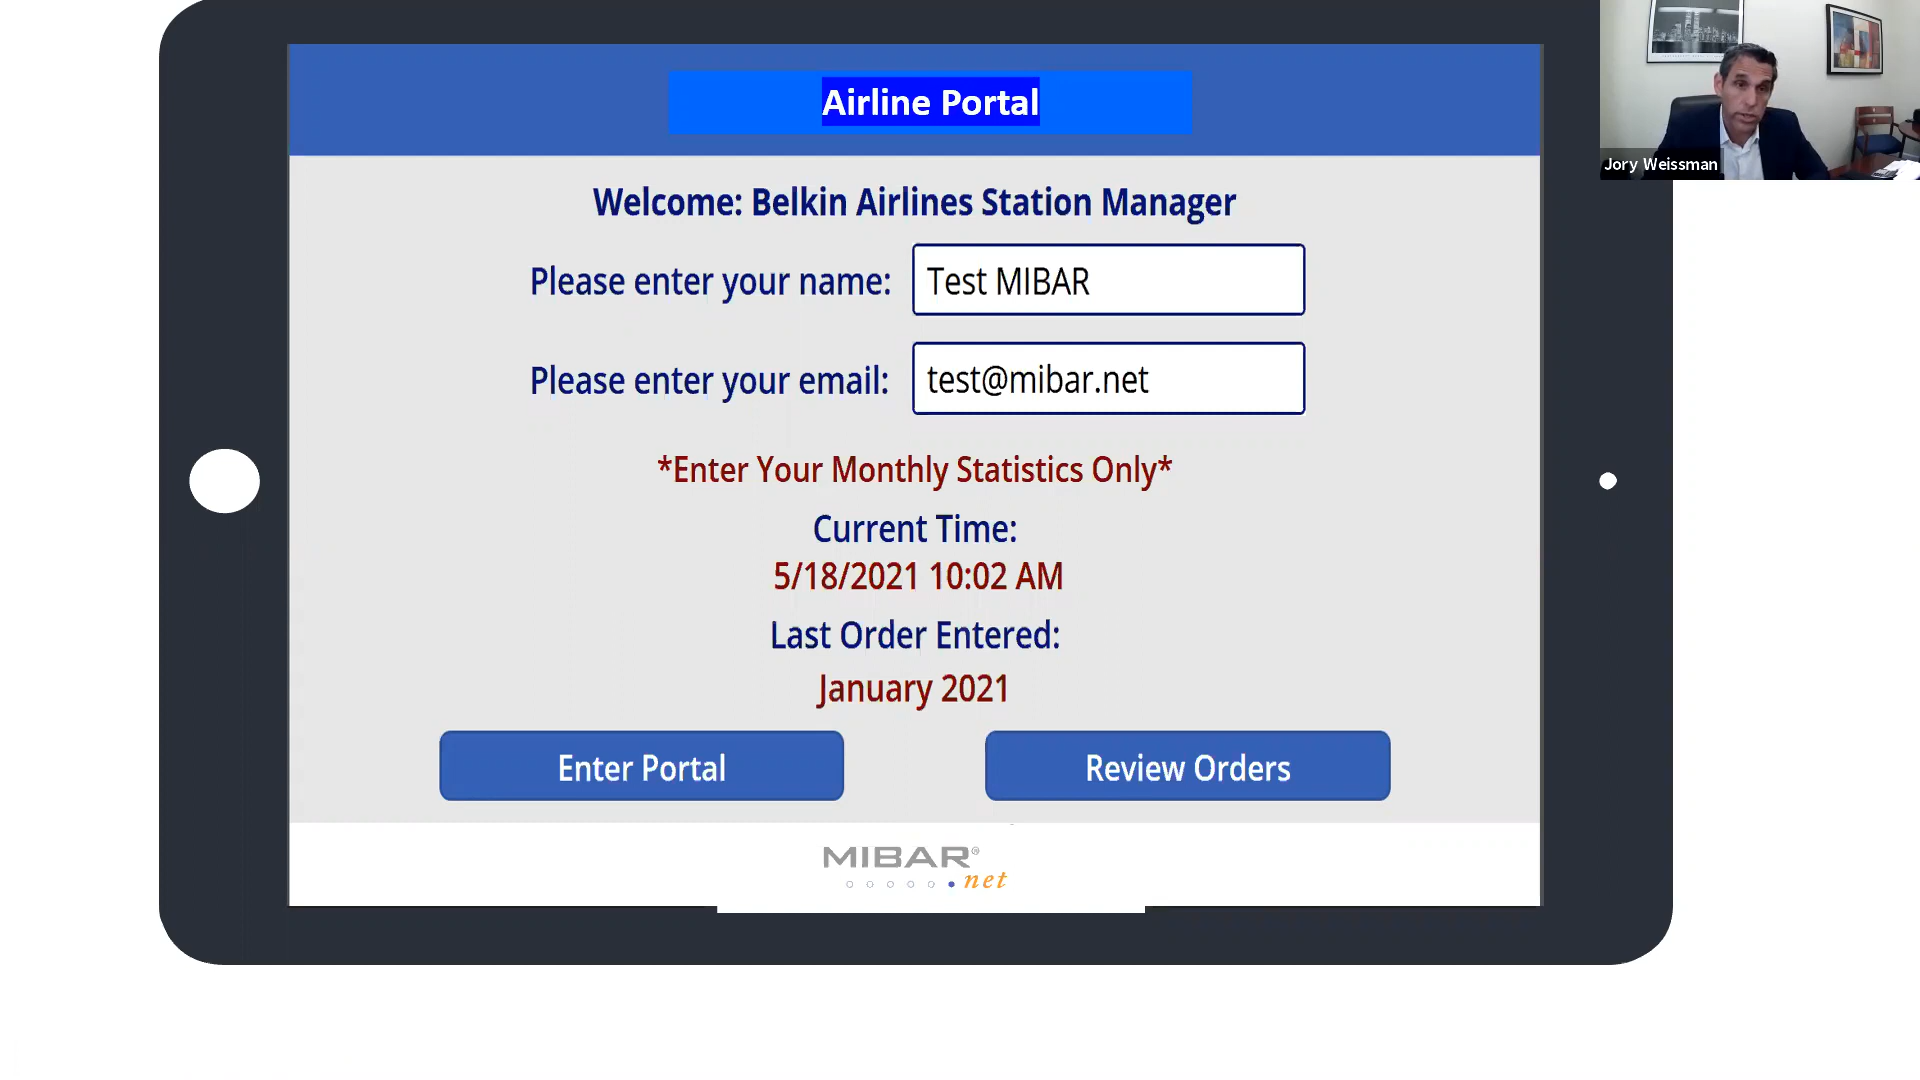 Airline Portal
Jory Weissman
Welcome: Belkin Airlines Station Manager
Please enter your name: Test MIBAR
Please enter your email: test@mibar.net
*Enter Your Monthly Statistics Only*
Current Time:
5/18/2021 10:02 AM
Last Order Entered:
January 2021
Enter Portal
Review Orders
MIBAR®
net